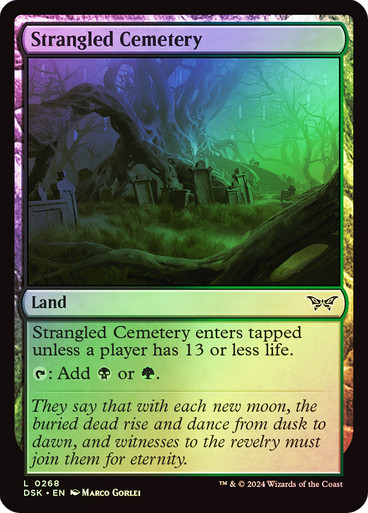 Strangled Cemetery
Land
Strangled Cemetery enters tapped
unless a player has 13 or less life.
: Add or .
They say that with each new moon, the
buried dead rise and dance from dusk to
dawn, and witnesses to the revelry must
join them for eternity.
L 0268
DSK • EN Marco Gorlei
™ & © 2024 Wizards of the Coast